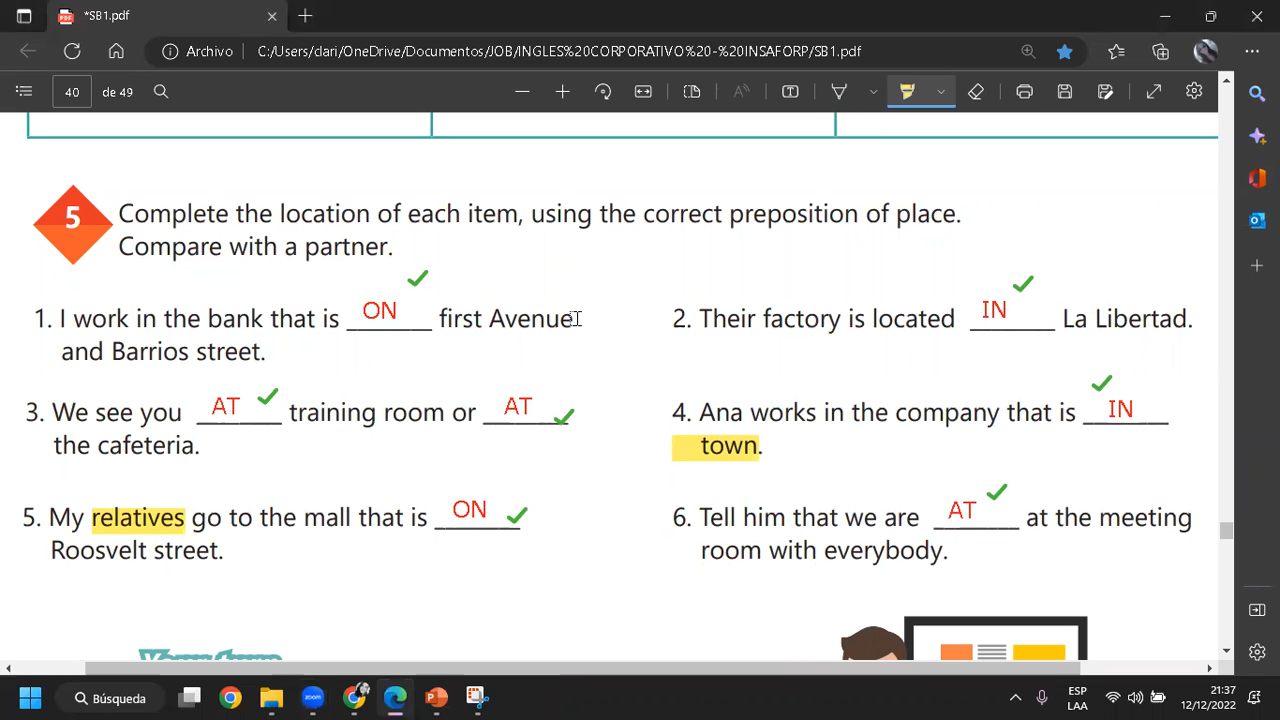 *SB1.pdf
Archivo C:/Users/clari/OneDrive/Documentos/JOB/INGLES%20CORPORATIVO%20-%20INSAFORP/SB1.pdf
40 de 49
5 Complete the location of each item, using the correct preposition of place.
Compare with a partner.
1. I work in the bank that is ON first Avenue
and Barrios street.
2. Their factory is located IN La Libertad.
3. We see you AT training room or AT
the cafeteria.
4. Ana works in the company that is IN
town.
5. My relatives go to the mall that is ON
Roosvelt street.
6. Tell him that we are AT at the meeting
room with everybody.
Búsqueda
ESP
LAA
21:37
12/12/2022